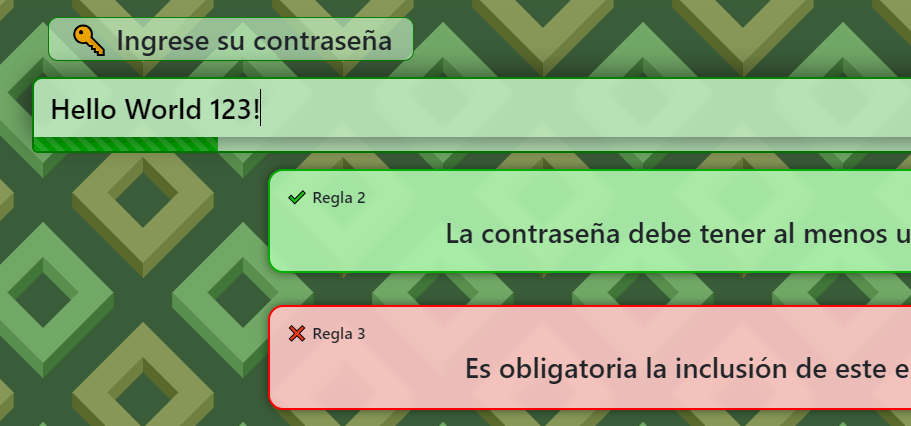 Ingrese su contraseña
Hello World 123!
Regla 2
La contraseña debe tener al menos
Regla 3
Es obligatoria la inclusión de este